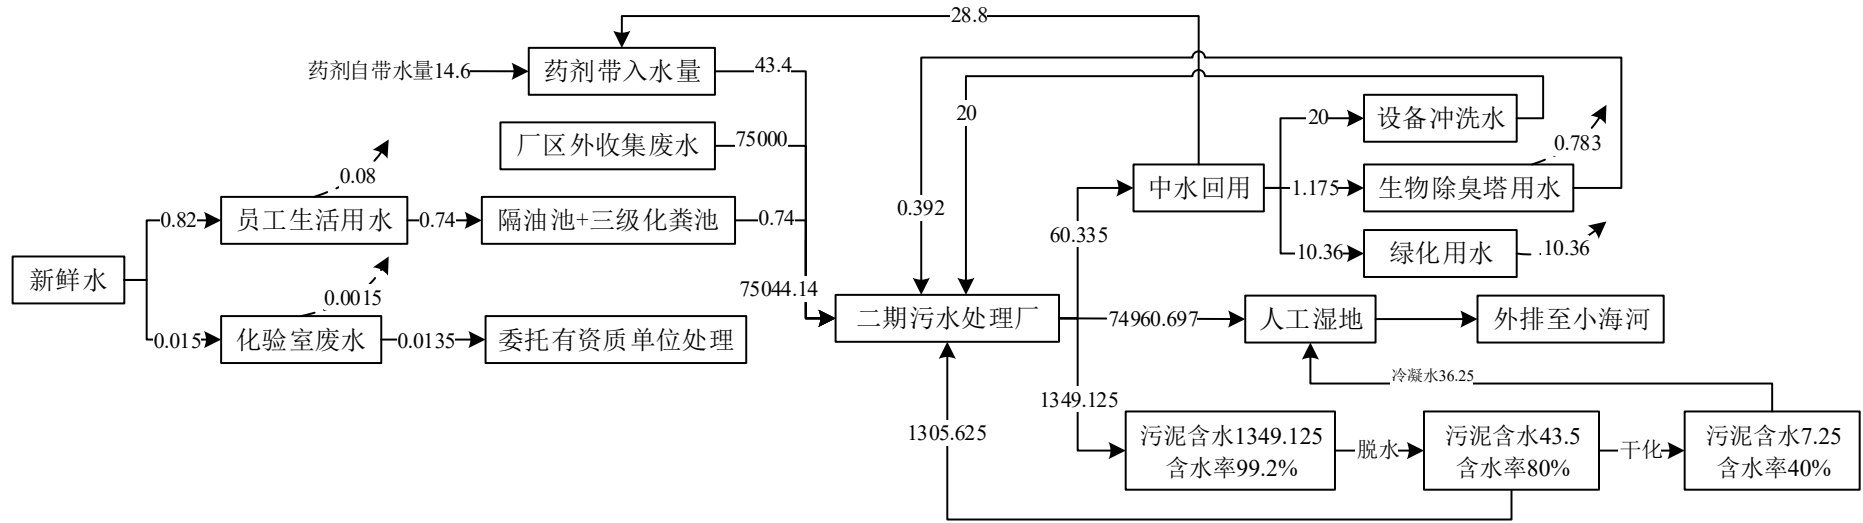 28.8
药剂自带水量14.6
药剂带入水量
43.4
20
设备冲洗水
20
厂区外收集废水
75000
0.783
0.08
中水回用
1.175
生物除臭塔用水
0.392
0.82
员工生活用水
0.74
隔油池+三级化粪池
0.74
60.335
10.36
绿化用水
10.36
新鲜水
0.0015
75044.14
二期污水处理厂
74960.697
人工湿地
外排至小海河
0.015
化验室废水
0.0135
委托有资质单位处理
冷凝水36.25
1349.125
1305.625
污泥含水1349.125
含水率99.2%
脱水
污泥含水43.5
含水率80%
干化
污泥含水7.25
含水率40%